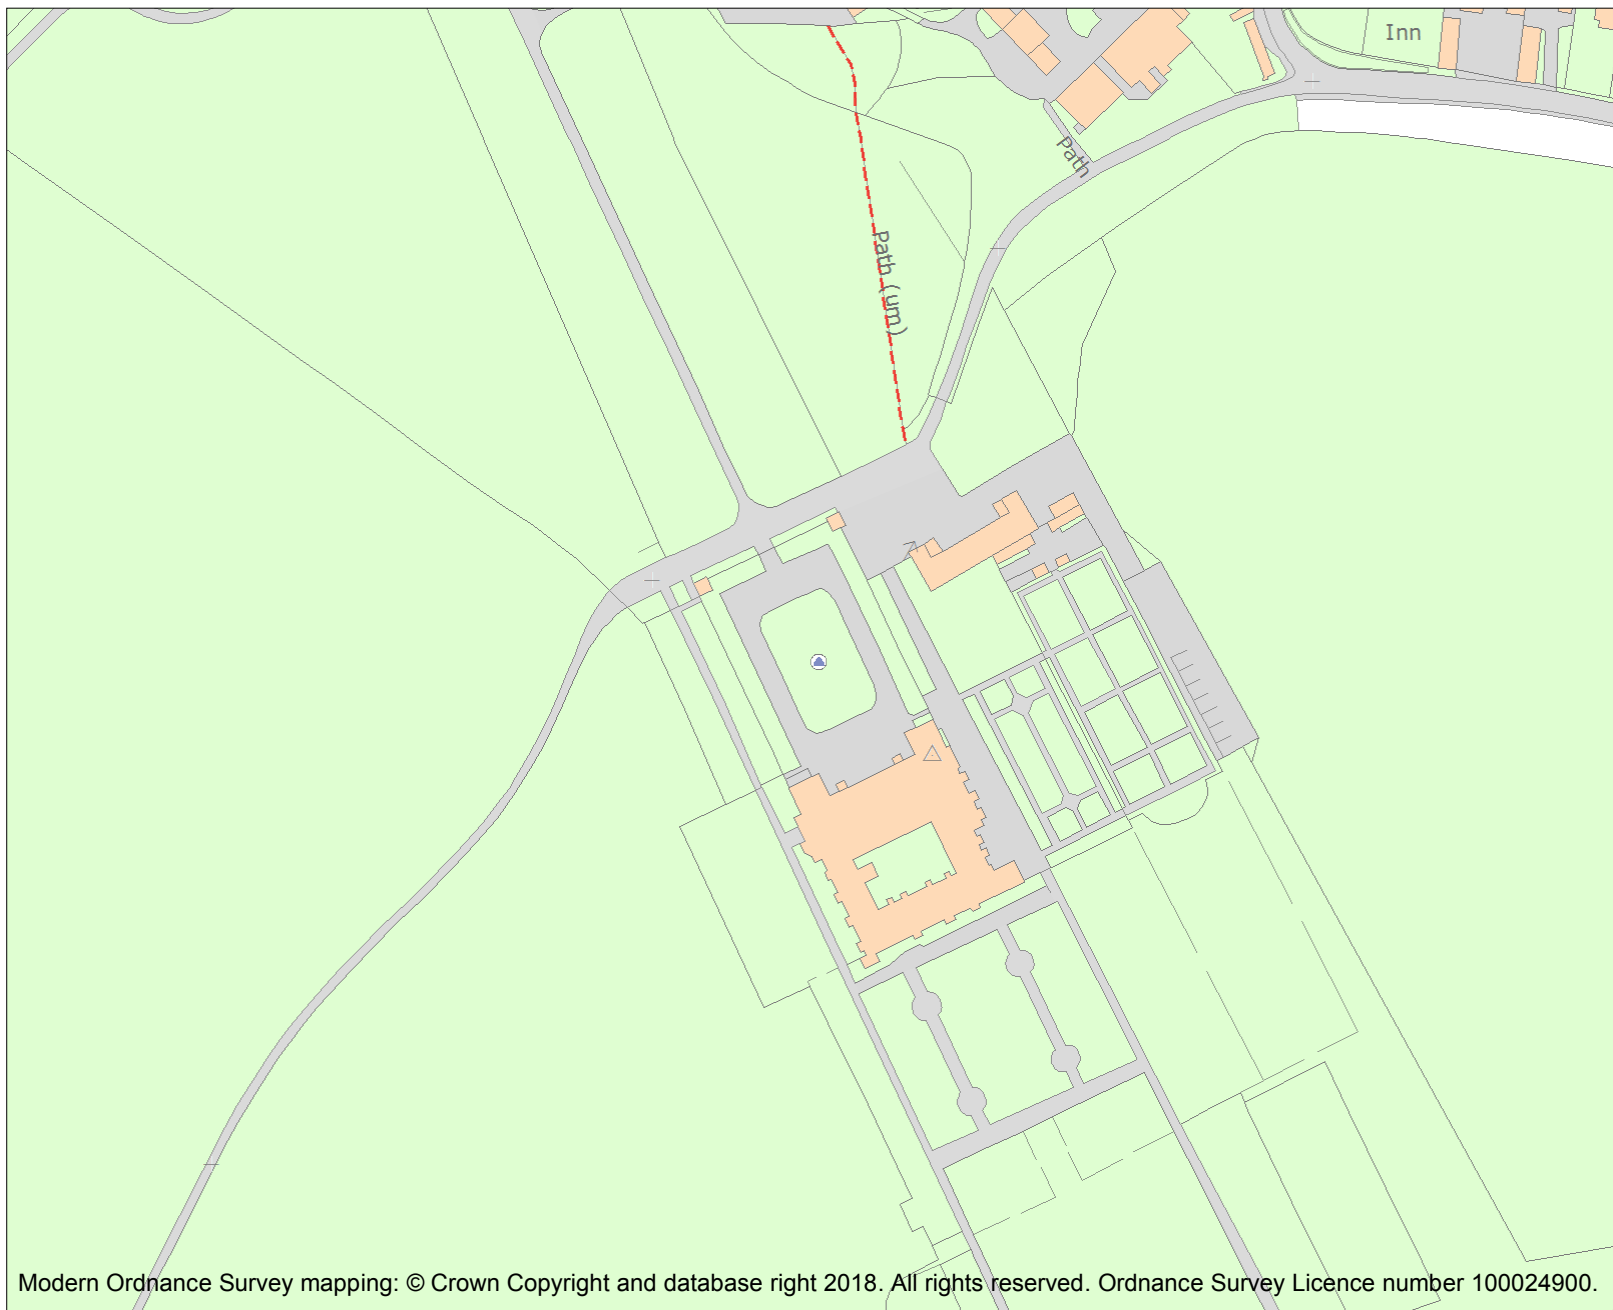 Inn
Path
Path (um)
Modern Ordnance Survey mapping: © Crown Copyright and database right 2018. All rights reserved. Ordnance Survey Licence number 100024900.